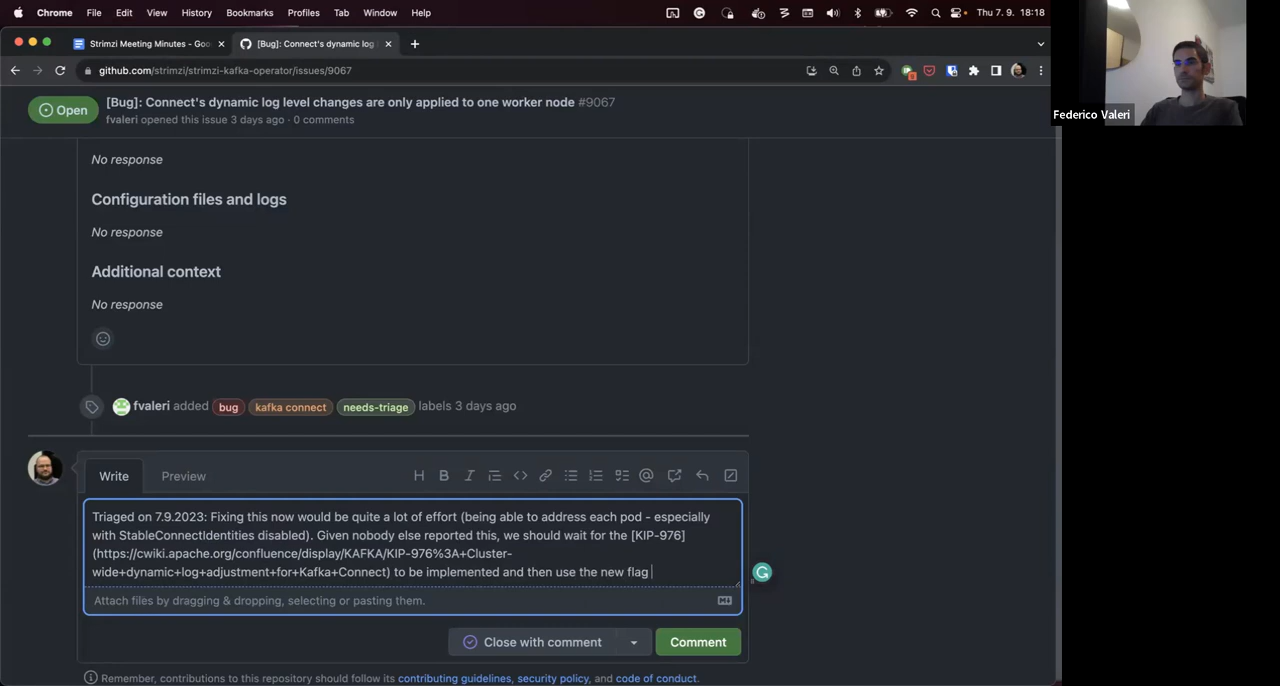 Chrome File Edit View History Bookmarks Profiles Tab Window Help Thu 7. 9. 18:18
Strimzi Meeting Minutes - Goo [Bug]: Connect's dynamic log
github.com/strimzi/strimzi-kafka-operator/issues/9067
Federico Valeri
Open
[Bug]: Connect's dynamic log level changes are only applied to one worker node #9067
fvaleri opened this issue 3 days ago · 0 comments
No response
Configuration files and logs
No response
Additional context
No response
fvaleri added bug kafka connect needs-triage labels 3 days ago
Write Preview
Triaged on 7.9.2023: Fixing this now would be quite a lot of effort (being able to address each pod - especially
with StableConnectIdentities disabled). Given nobody else reported this, we should wait for the [KIP-976]
(https://cwiki.apache.org/confluence/display/KAFKA/KIP-976%3A+Cluster-
wide+dynamic+log+adjustment+for+Kafka+Connect) to be implemented and then use the new flag
Attach files by dragging & dropping, selecting or pasting them.
Close with comment Comment
Remember, contributions to this repository should follow its contributing guidelines, security policy, and code of conduct.